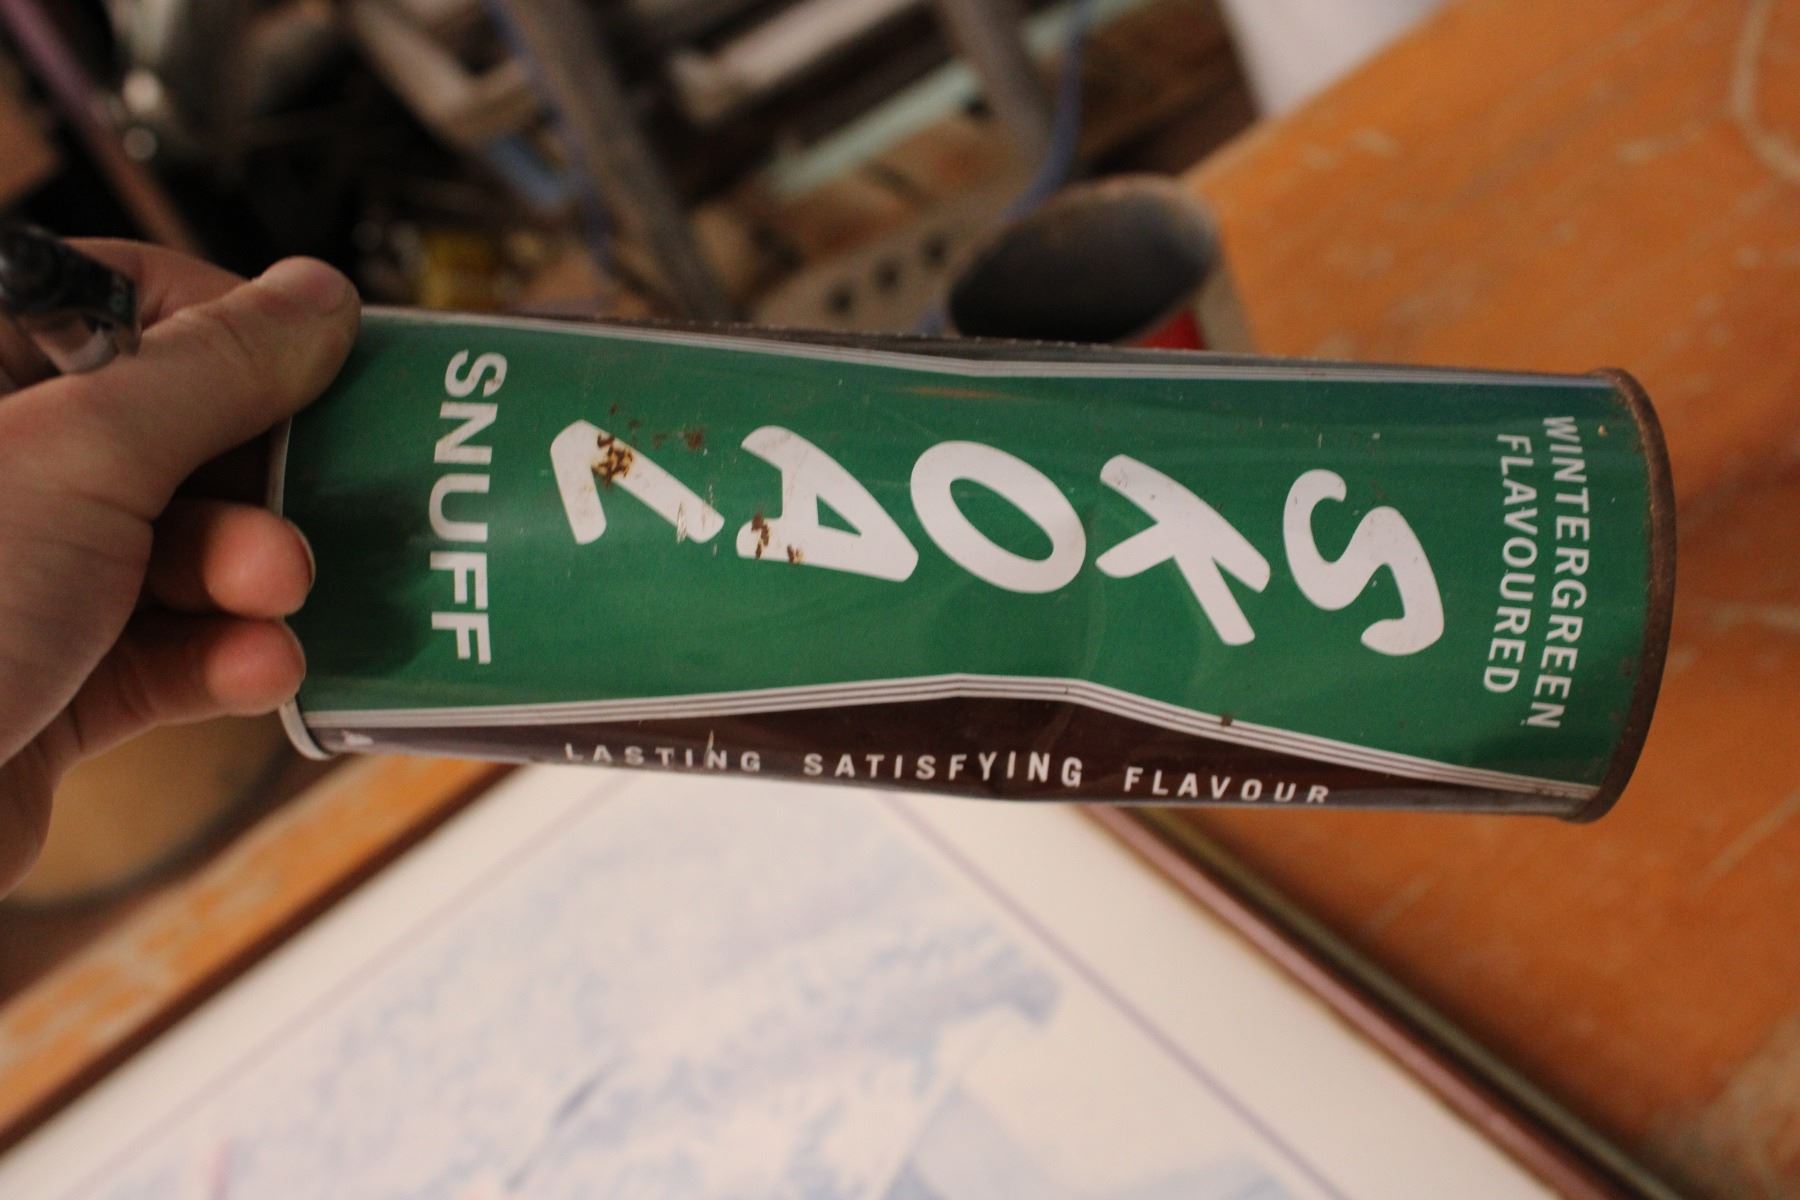 WINTERGREEN
FLAVOURED
SKOAL
SNUFF
LASTING SATISFYING FLAVOUR